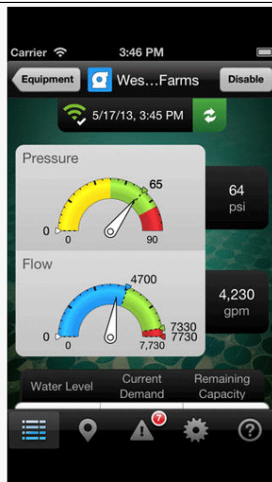 Carrier 3:46 PM
Equipment Wes...Farms Disable
5/17/13, 3:45 PM
Pressure
65
0 0 90
64
psi
Flow
4700
7330
7730
0 0 7,730
4,230
gpm
Water Level Current Demand Remaining Capacity
7
?